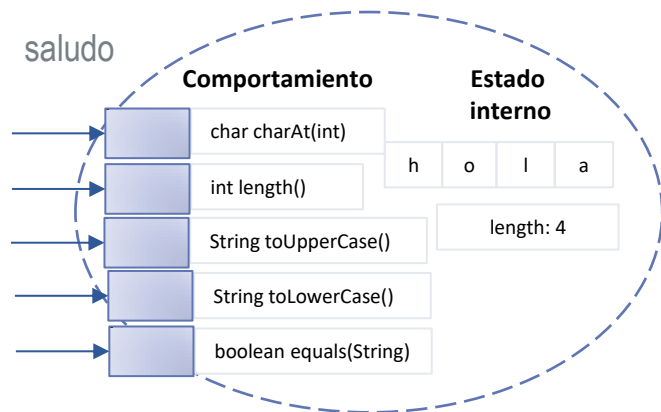 saludo
Comportamiento
Estado
interno
char charAt(int)
h o l a
int length()
length: 4
String toUpperCase()
String toLowerCase()
boolean equals(String)